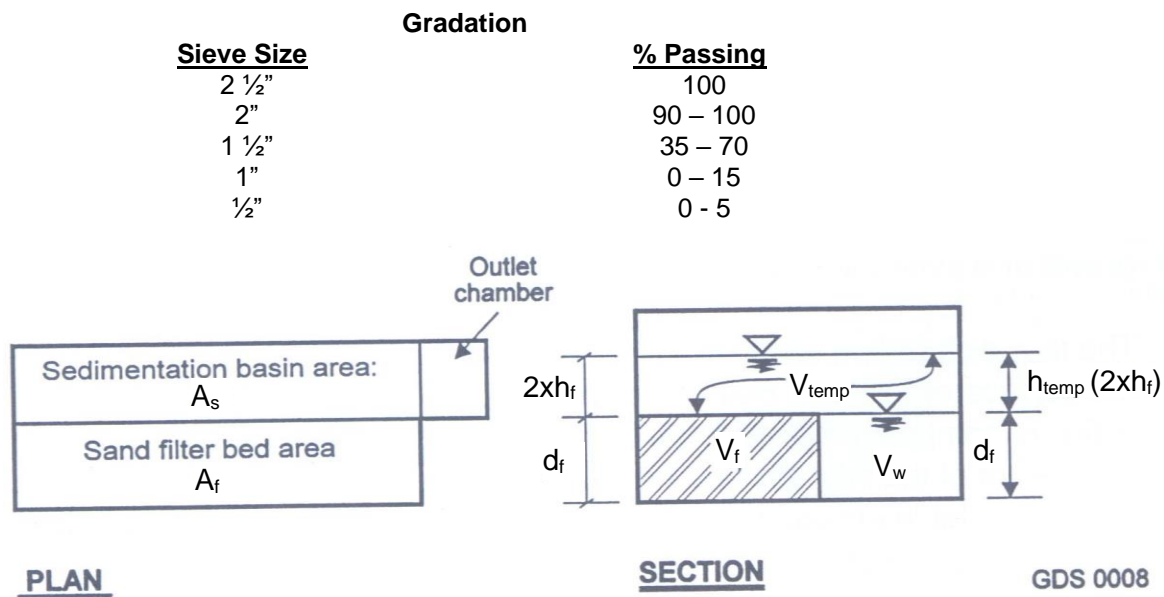 Gradation
Sieve Size % Passing
2 ½” 100
2” 90 – 100
1 ½” 35 – 70
1” 0 – 15
½” 0 - 5
Outlet
chamber
Sedimentation basin area:
As
Sand filter bed area
Af
2xhf
df
Vtemp
Vf
Vw
htemp (2xhf)
df
PLAN
SECTION
GDS 0008